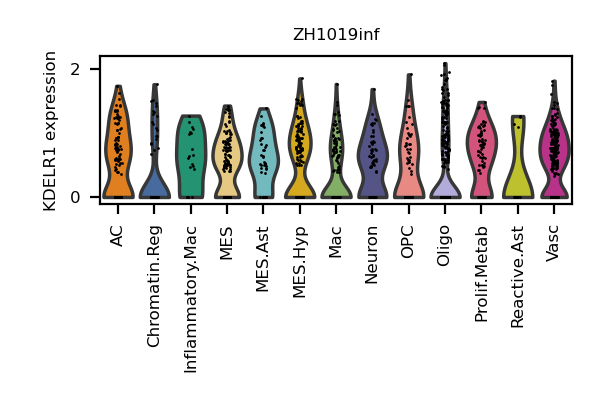 ZH1019inf
KDELR1 expression
2
0
AC
Chromatin.Reg
Inflammatory.Mac
MES
MES.Ast
MES.Hyp
Mac
Neuron
OPC
Oligo
Prolif.Metab
Reactive.Ast
Vasc